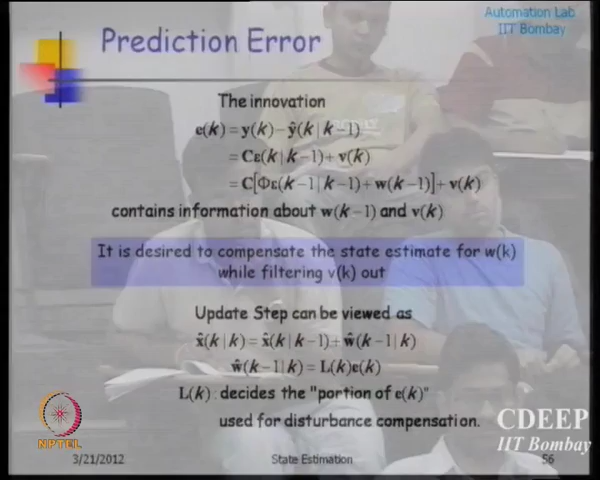 Automation Lab
IIT Bombay
Prediction Error
The innovation
e(k) = y(k) − ŷ(k | k−1)
= Cε(k | k−1) + v(k)
= C[Φε(k−1 | k−1) + w(k−1)] + v(k)
contains information about w(k−1) and v(k)
It is desired to compensate the state estimate for w(k)
while filtering v(k) out
Update Step can be viewed as
x̂(k | k) = x̂(k | k−1) + ŵ(k−1 | k)
ŵ(k−1 | k) = L(k)e(k)
L(k) : decides the "portion of e(k)"
used for disturbance compensation.
NPTEL
CDEEP
IIT Bombay
3/21/2012
State Estimation
56